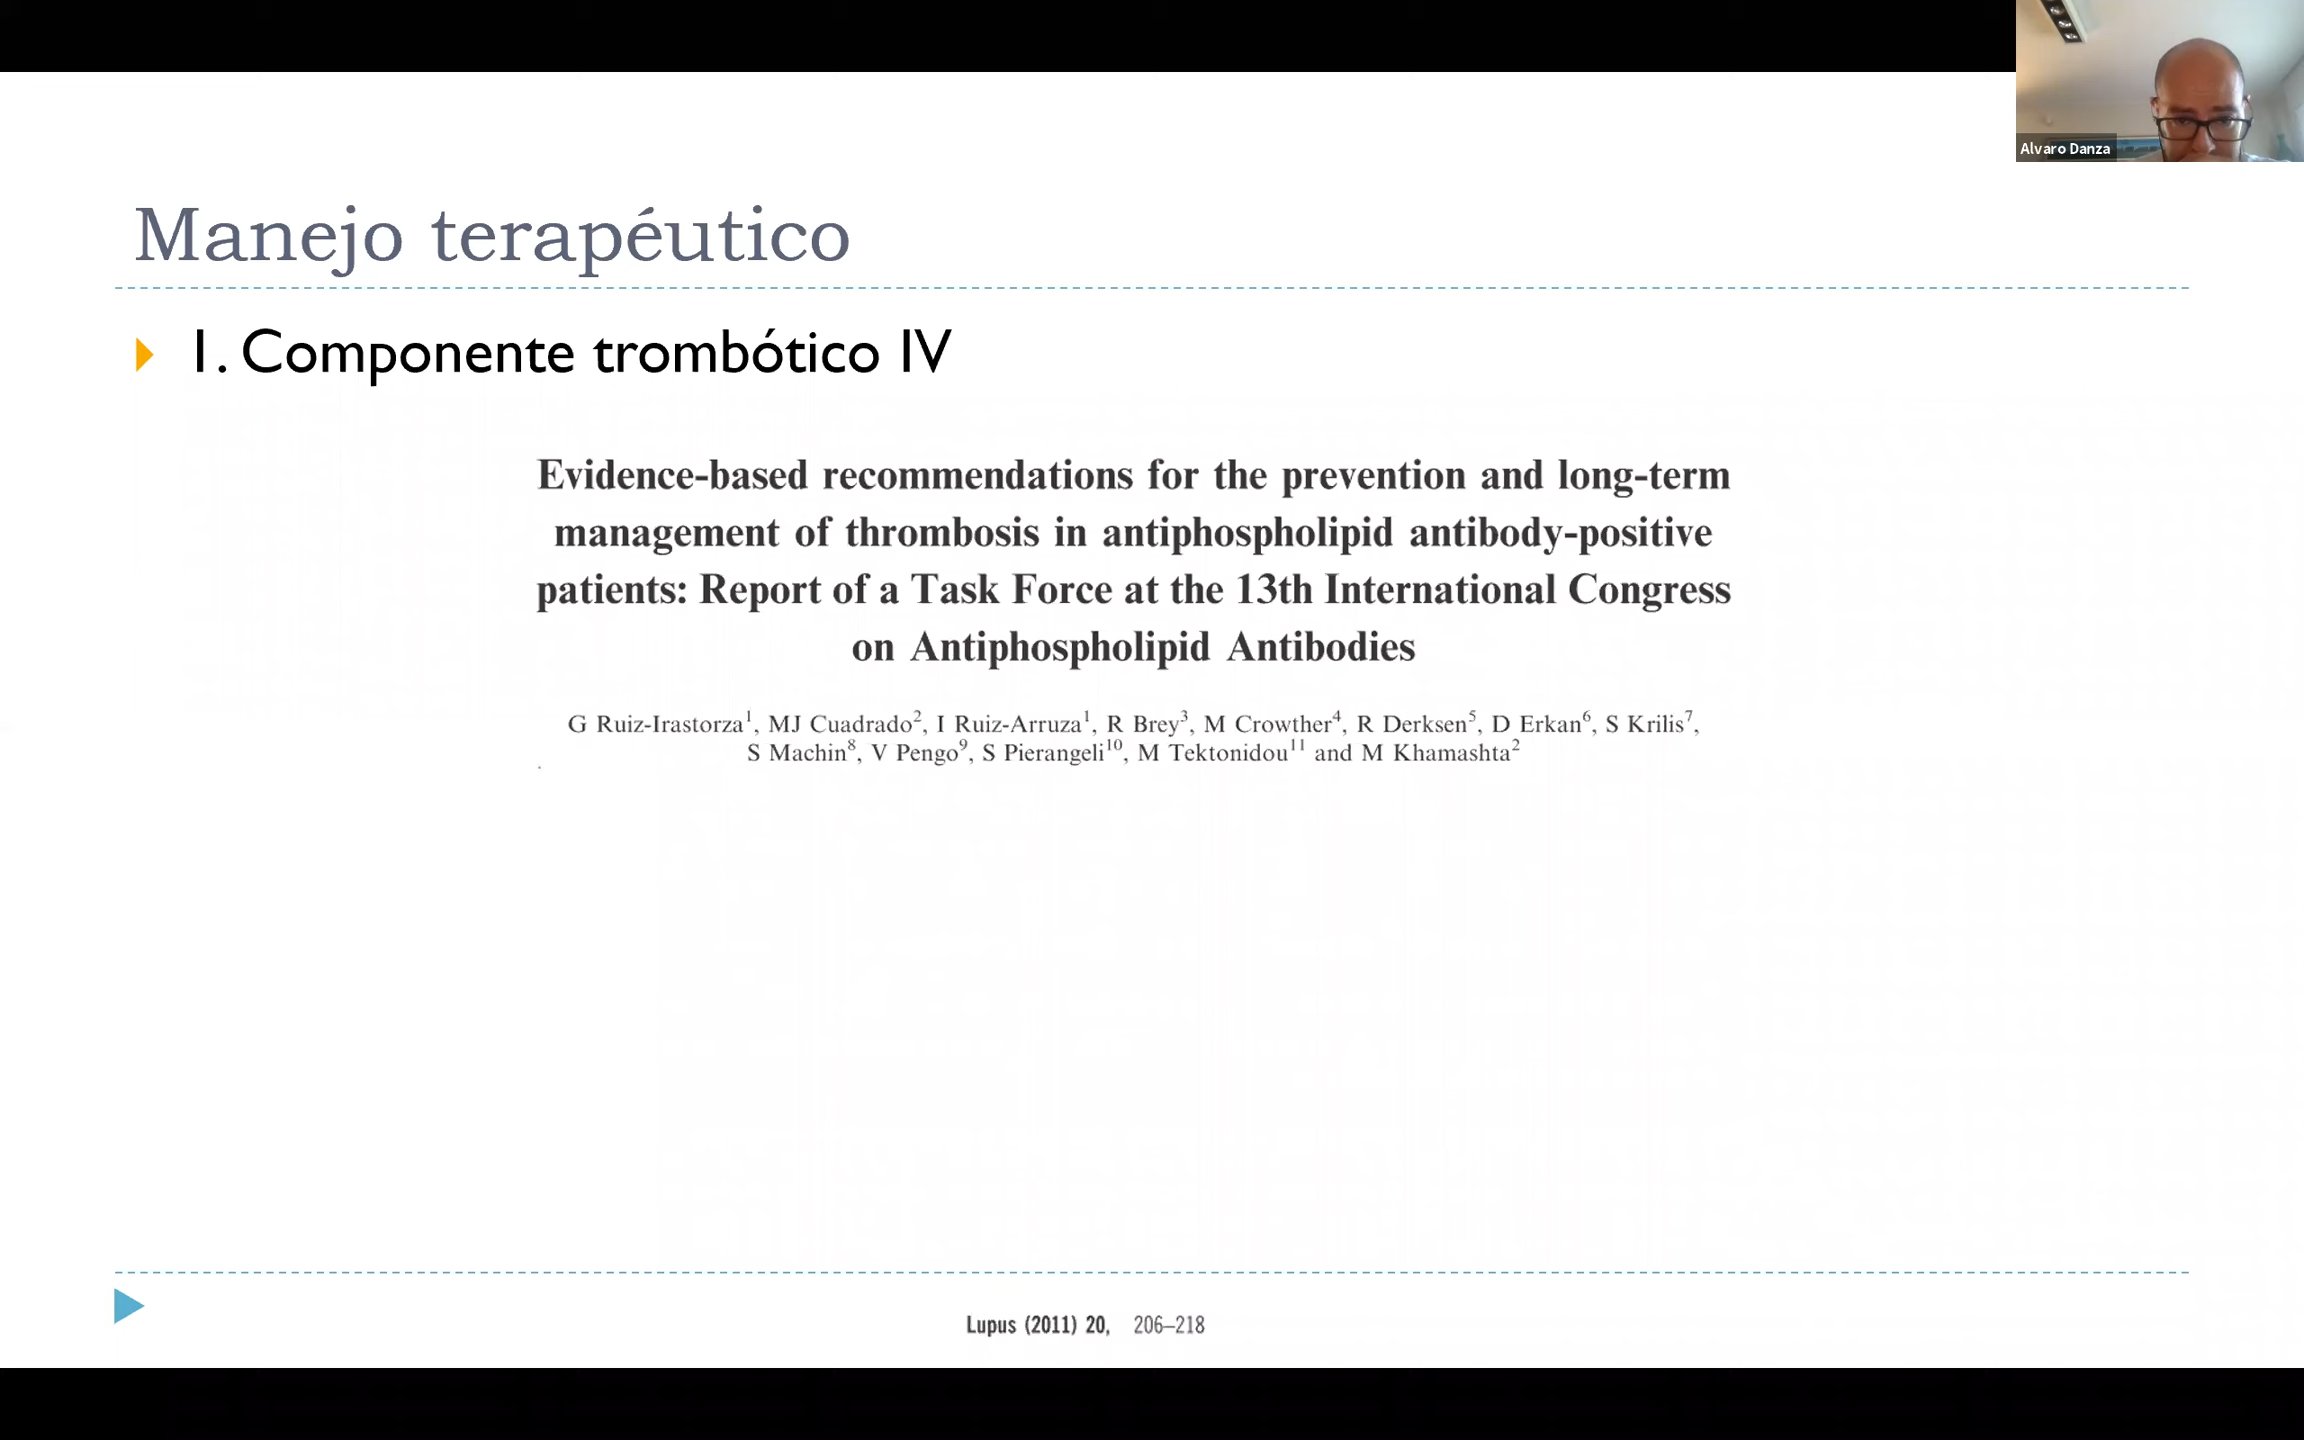 Alvaro Danza
Manejo terapéutico
1. Componente trombótico IV
Evidence-based recommendations for the prevention and long-term
management of thrombosis in antiphospholipid antibody-positive
patients: Report of a Task Force at the 13th International Congress
on Antiphospholipid Antibodies
G Ruiz-Irastorza¹, MJ Cuadrado², I Ruiz-Arruza¹, R Brey³, M Crowther⁴, R Derksen⁵, D Erkan⁶, S Krilis⁷,
S Machin⁸, V Pengo⁹, S Pierangeli¹⁰, M Tektonidou¹¹ and M Khamashta²
Lupus (2011) 20, 206–218